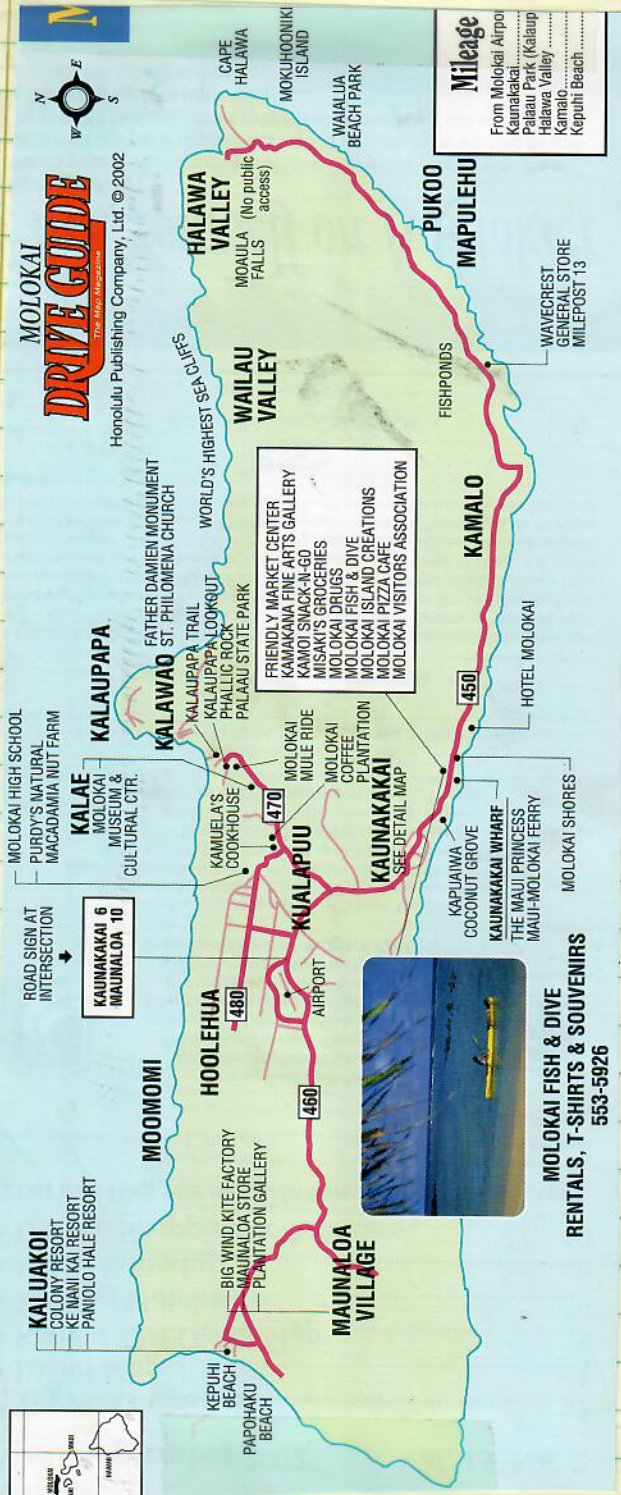 MOLOKAI
DRIVE GUIDE
The Map Magazine
Honolulu Publishing Company, Ltd. © 2002
N
E
S
W
CAPE
HALAWA
MOKUHOONIKI
ISLAND
WAIALUA
BEACH PARK
HALAWA
VALLEY
MOAULA
FALLS
(No public
access)
PUKOO
MAPULEHU
Mileage
From Molokai Airpor
Kaunakakai
Palaau Park (Kalaup
Halawa Valley
Kamalo
Kepuhi Beach
WORLD'S HIGHEST SEA CLIFFS
WAILAU
VALLEY
FISHPONDS
WAVECREST
GENERAL STORE
MILEPOST 13
KALAUPAPA
KALAWAO
FATHER DAMIEN MONUMENT
ST. PHILOMENA CHURCH
KALAUPAPA TRAIL
KALAUPAPA LOOKOUT
PHALLIC ROCK
PALAAU STATE PARK
FRIENDLY MARKET CENTER
KAMAKANA FINE ARTS GALLERY
KAMOI SNACK-N-GO
MISAKI'S GROCERIES
MOLOKAI DRUGS
MOLOKAI FISH & DIVE
MOLOKAI ISLAND CREATIONS
MOLOKAI PIZZA CAFE
MOLOKAI VISITORS ASSOCIATION
KAMALO
450
HOTEL MOLOKAI
MOLOKAI HIGH SCHOOL
PURDY'S NATURAL
MACADAMIA NUT FARM
KALAE
MOLOKAI
MUSEUM &
CULTURAL CTR.
KAMUELA'S
COOKHOUSE
470
MOLOKAI
MULE RIDE
MOLOKAI
COFFEE
PLANTATION
KUALAPUU
KAUNAKAKAI
SEE DETAIL MAP
KAPUAIWA
COCONUT GROVE
KAUNAKAKAI WHARF
THE MAUI PRINCESS
MAUI-MOLOKAI FERRY
MOLOKAI SHORES
ROAD SIGN AT
INTERSECTION
KAUNAKAKAI 6
MAUNALOA 10
MOOMOMI
HOOLEHUA
480
AIRPORT
460
KALUAKOI
COLONY RESORT
KE NANI KAI RESORT
PANIOLO HALE RESORT
BIG WIND KITE FACTORY
MAUNALOA STORE
PLANTATION GALLERY
MAUNALOA
VILLAGE
KEPUHI
BEACH
PAPOHAKU
BEACH
MOLOKAI FISH & DIVE
RENTALS, T-SHIRTS & SOUVENIRS
553-5926
MOLOKAI
MAUI
HAWAII